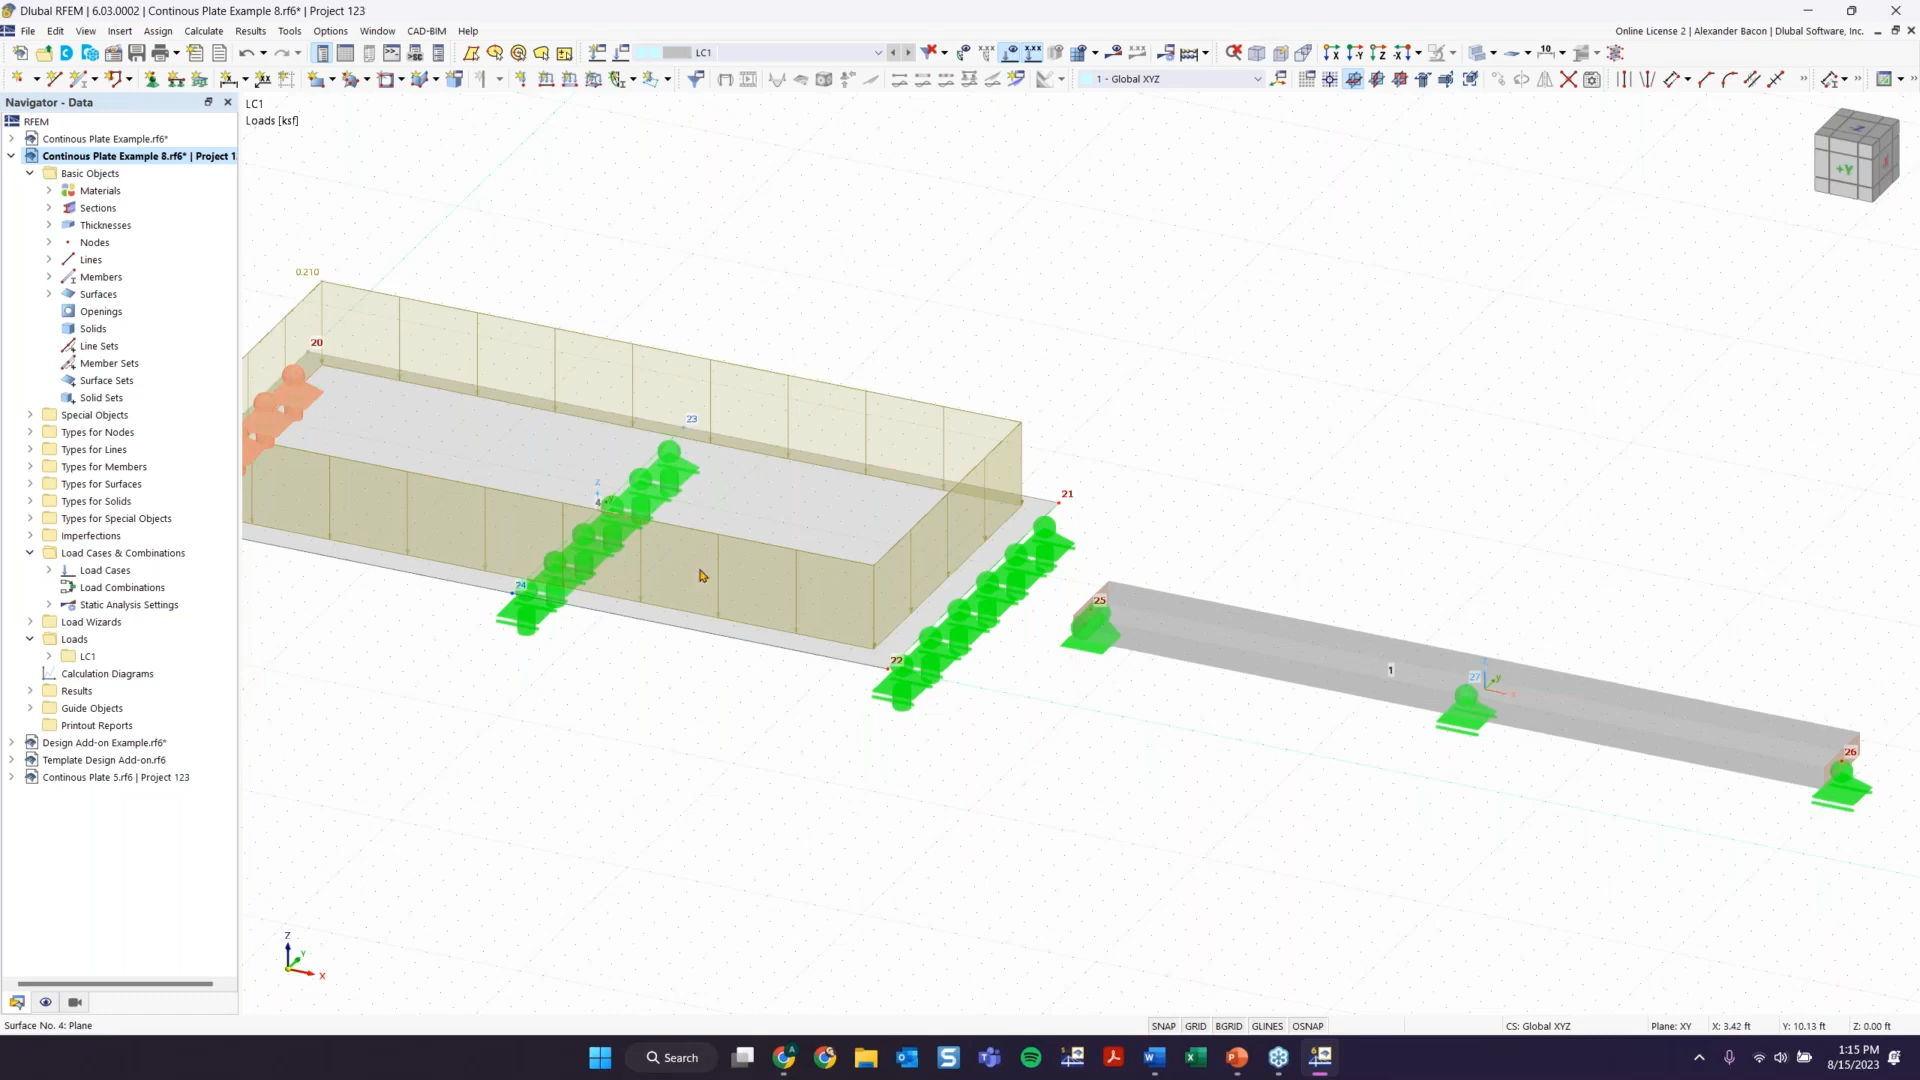 Dlubal RFEM | 6.03.0002 | Continous Plate Example 8.rf6* | Project 123
File Edit View Insert Assign Calculate Results Tools Options Window CAD-BIM Help
Online License 2 | Alexander Bacon | Dlubal Software, Inc.
LC1
1 - Global XYZ
Navigator - Data
RFEM
Continous Plate Example.rf6*
Continous Plate Example 8.rf6* | Project 1
Basic Objects
Materials
Sections
Thicknesses
Nodes
Lines
Members
Surfaces
Openings
Solids
Line Sets
Member Sets
Surface Sets
Solid Sets
Special Objects
Types for Nodes
Types for Lines
Types for Members
Types for Surfaces
Types for Solids
Types for Special Objects
Imperfections
Load Cases & Combinations
Load Cases
Load Combinations
Static Analysis Settings
Load Wizards
Loads
LC1
Calculation Diagrams
Results
Guide Objects
Printout Reports
Design Add-on Example.rf6*
Template Design Add-on.rf6
Continous Plate 5.rf6 | Project 123
LC1
Loads [ksf]
0.210
20
23
4
21
24
22
25
1
27
26
+Y
Z
Y
X
Surface No. 4: Plane
SNAP GRID BGRID GLINES OSNAP
CS: Global XYZ
Plane: XY
X: 3.42 ft
Y: 10.13 ft
Z: 0.00 ft
Search
1:15 PM
8/15/2023